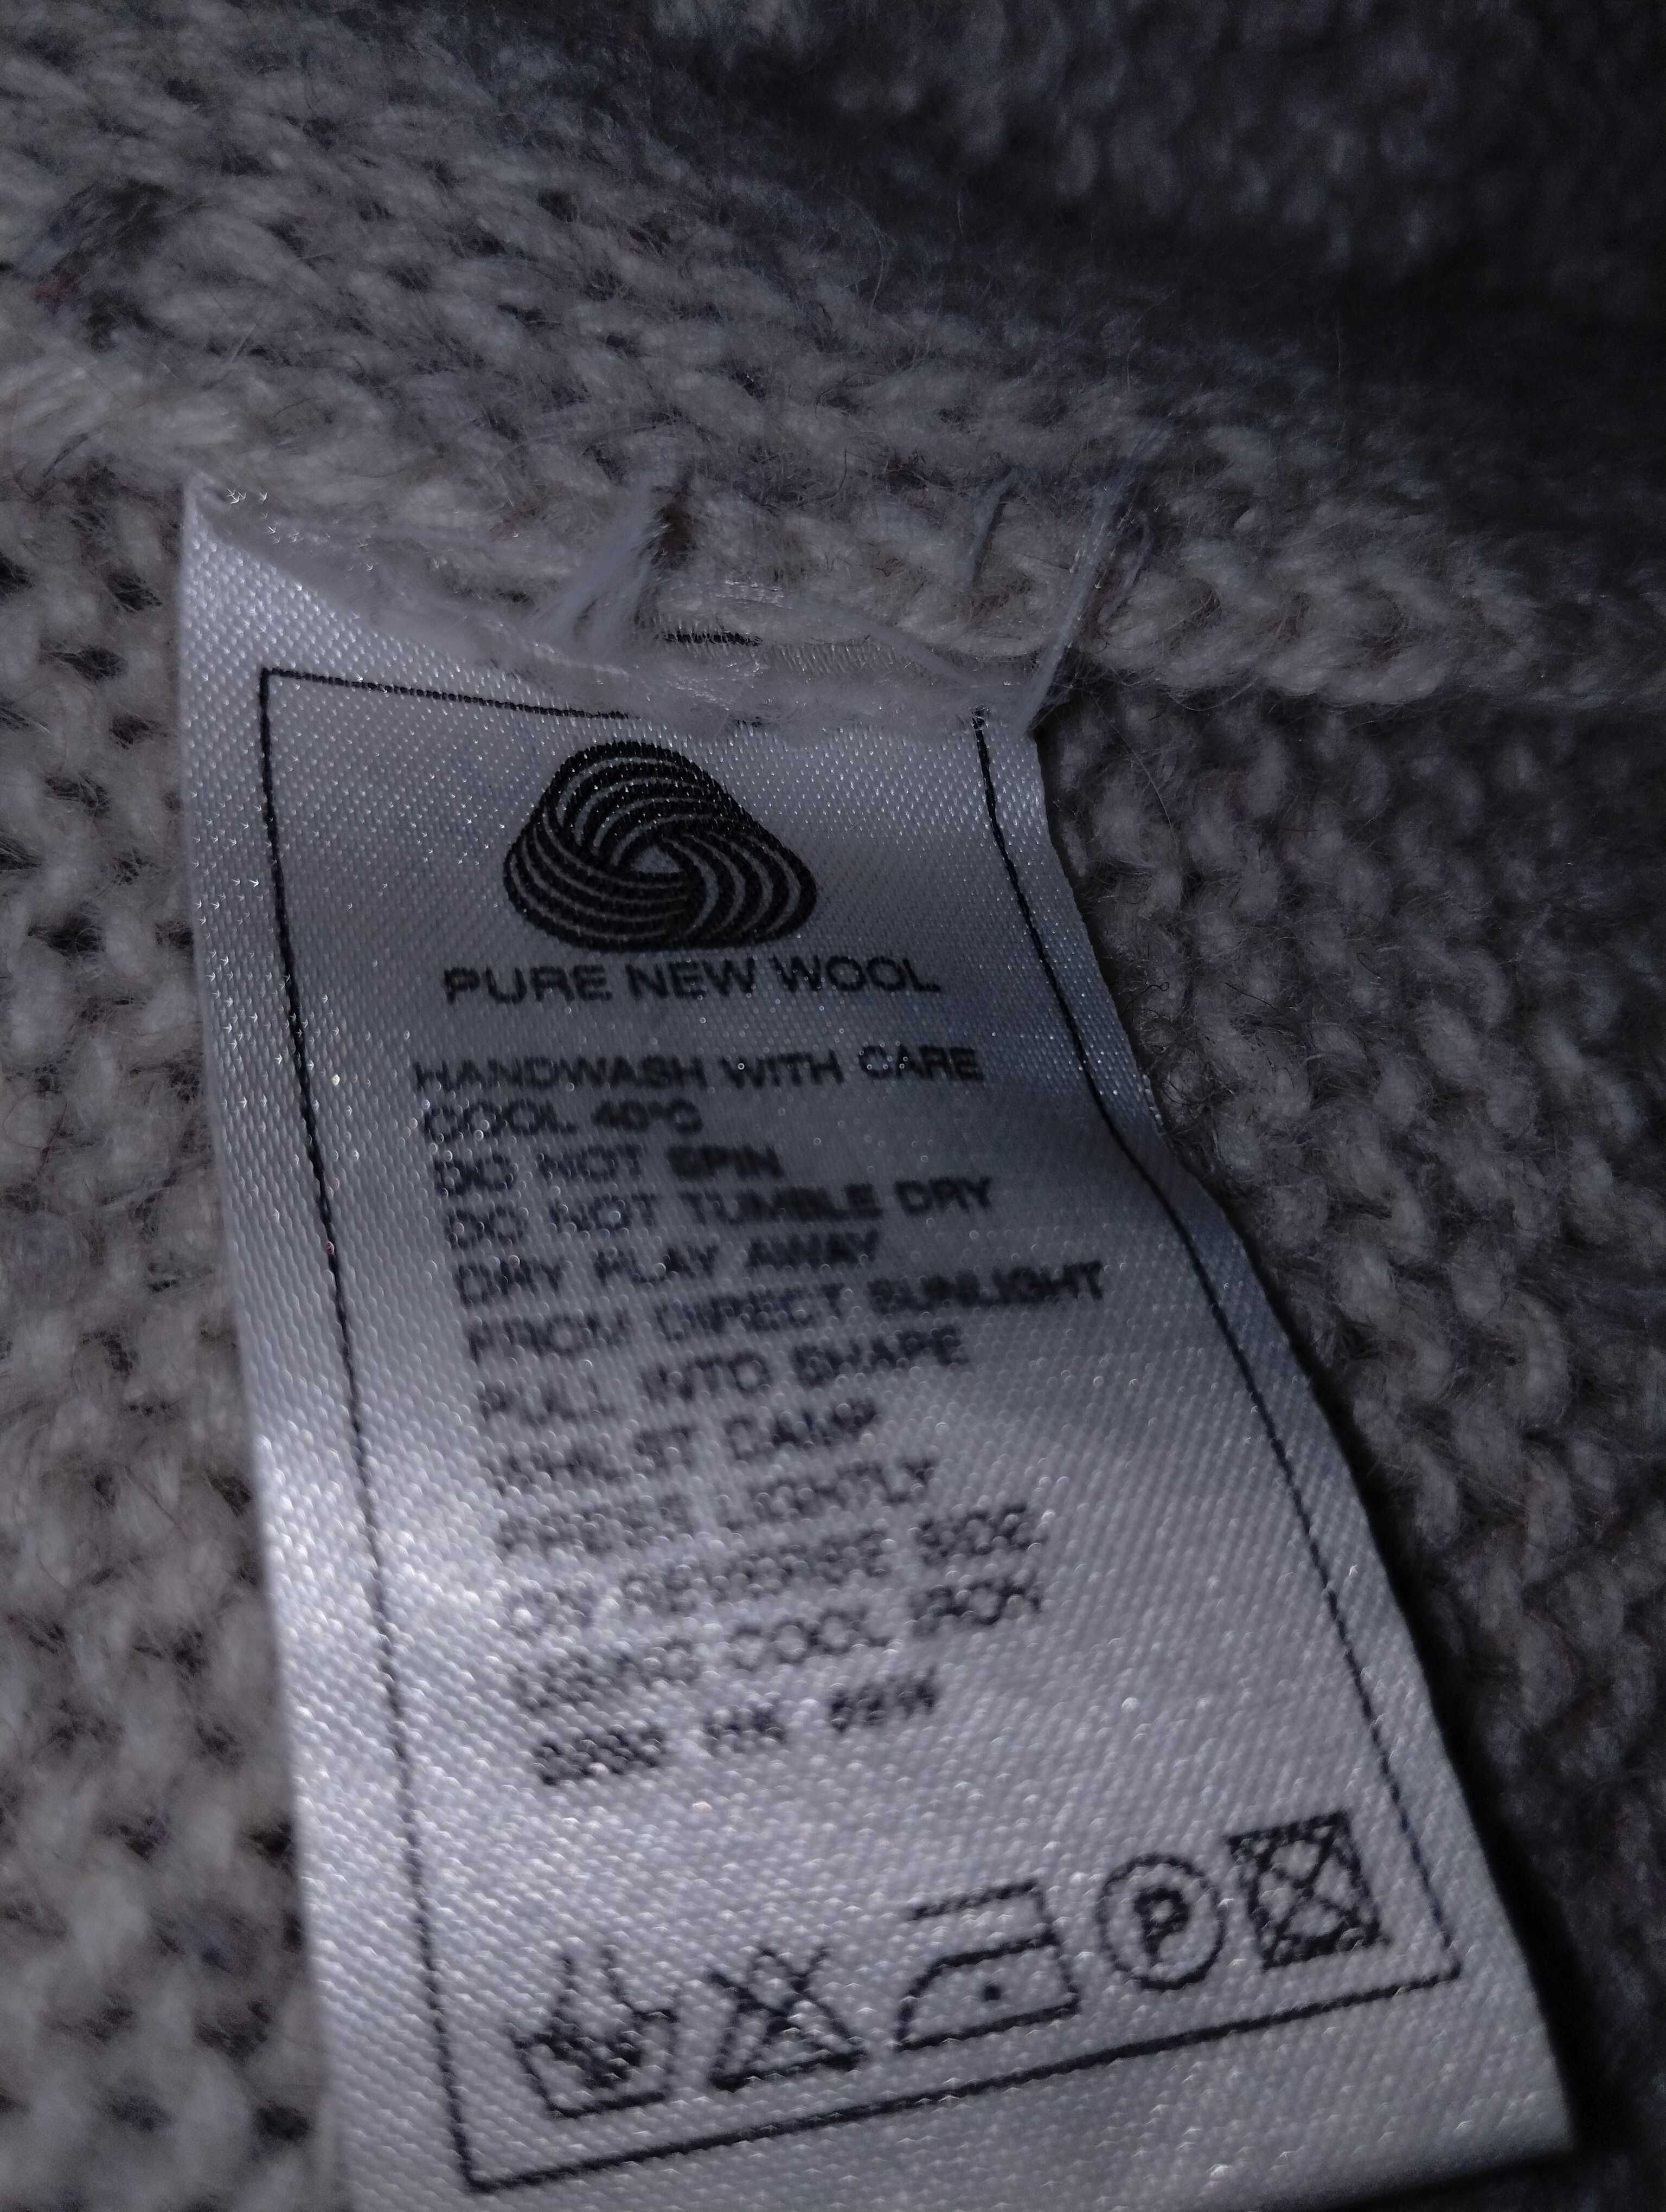 PURE NEW WOOL
HANDWASH WITH CARE
COOL 40°C
DO NOT SPIN
DO NOT TUMBLE DRY
DRY FLAY AWAY
FROM DIRECT SUNLIGHT
PULL INTO SHAPE
WHILST DAMP
PRESS LIGHTLY
ON REVERSE SIDE
USING COOL IRON
P